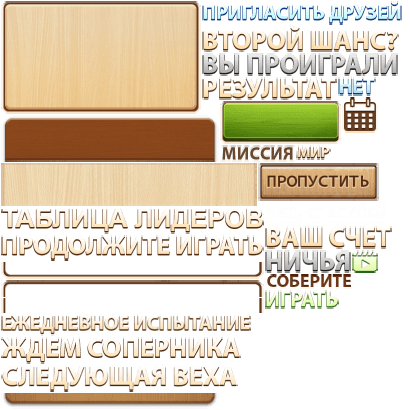 ПРИГЛАСИТЬ ДРУЗЕЙ
ВТОРОЙ ШАНС?
ВЫ ПРОИГРАЛИ
РЕЗУЛЬТАТ НЕТ
МИССИЯ МИР
ПРОПУСТИТЬ
ТАБЛИЦА ЛИДЕРОВ
ПРОДОЛЖИТЕ ИГРАТЬ
ВАШ СЧЕТ
НИЧЬЯ
СОБЕРИТЕ
ИГРАТЬ
ЕЖЕДНЕВНОЕ ИСПЫТАНИЕ
ЖДЕМ СОПЕРНИКА
СЛЕДУЮЩАЯ ВЕХА